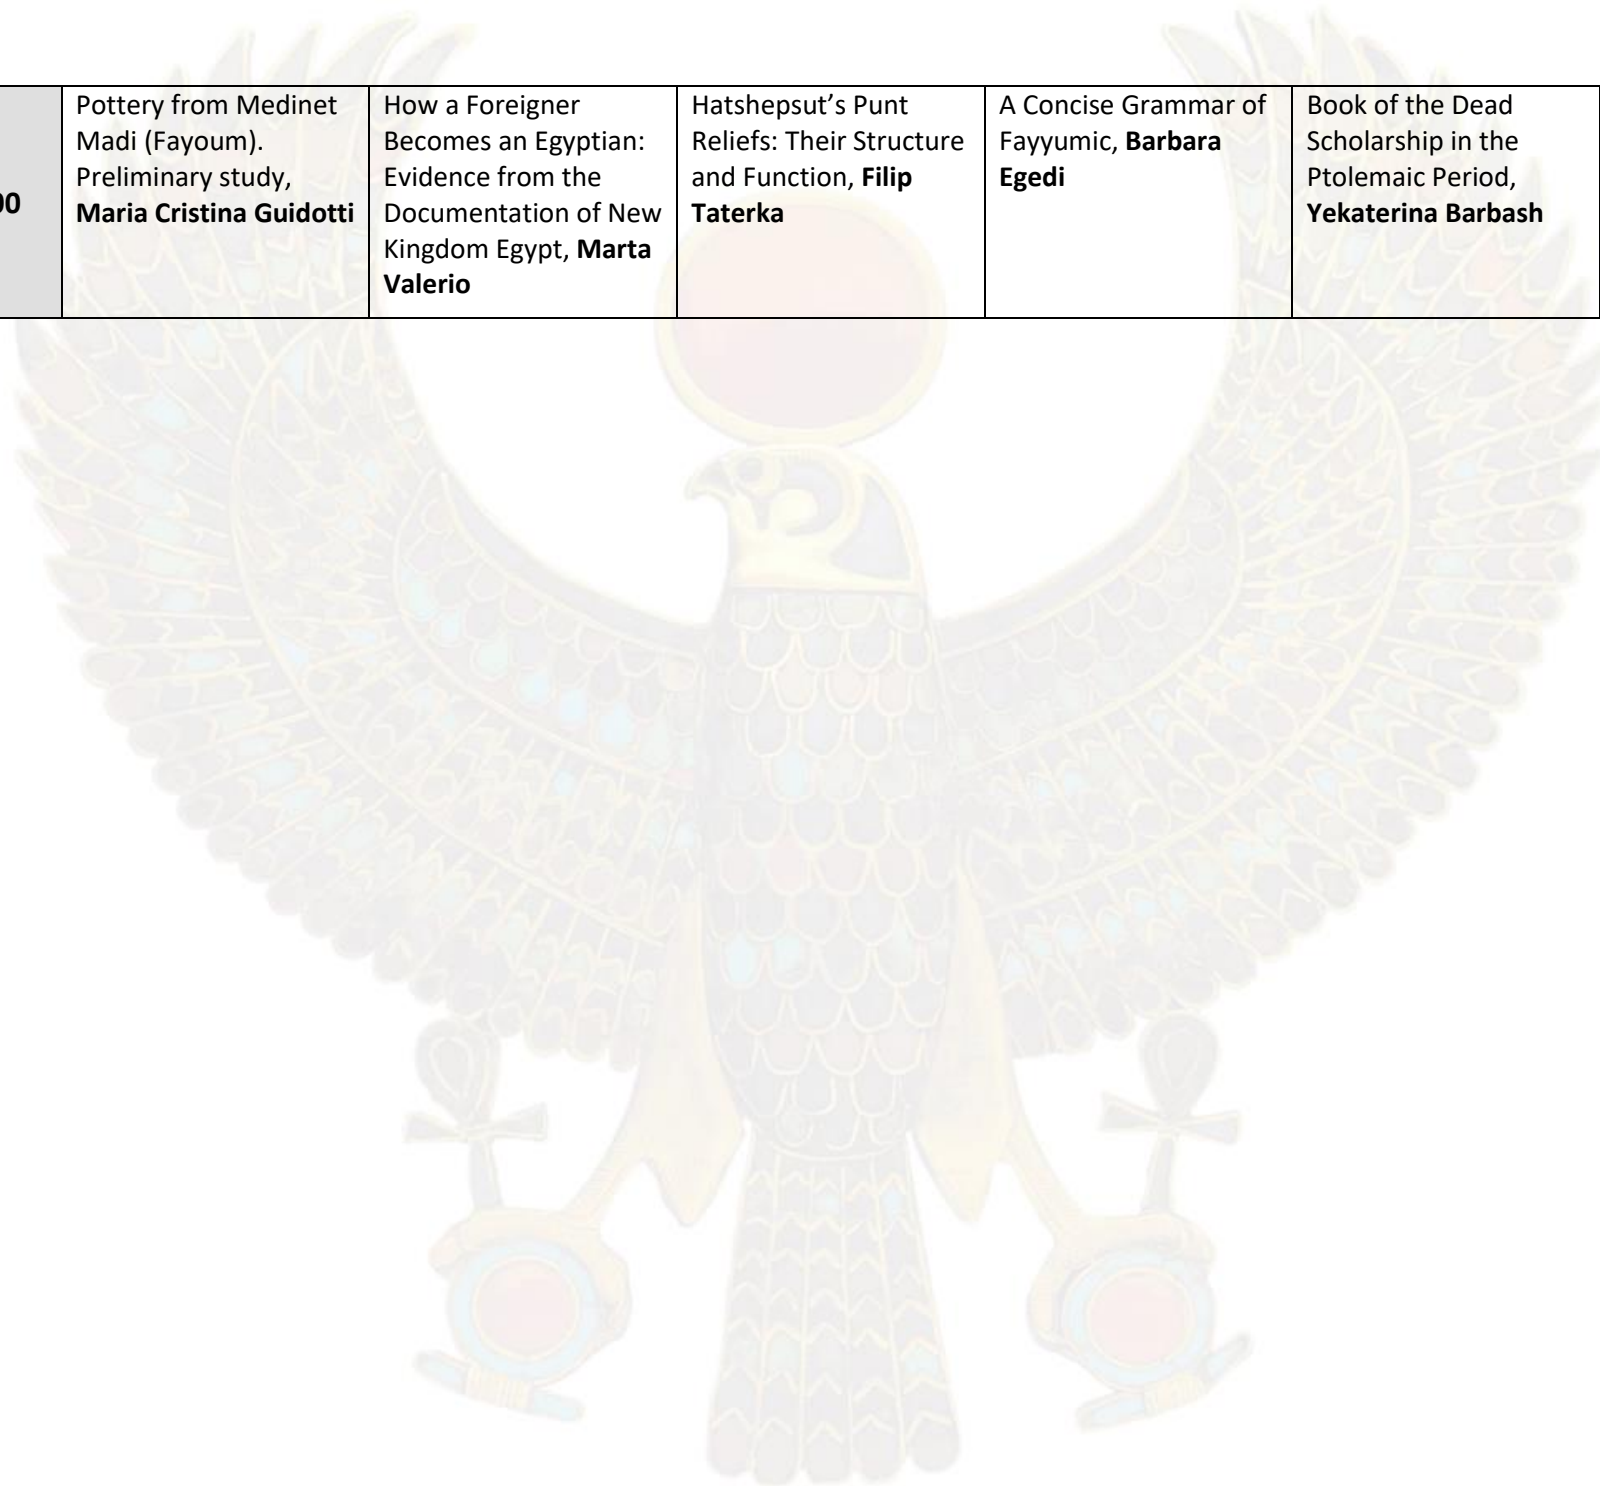 00
Pottery from Medinet
Madi (Fayoum).
Preliminary study,
Maria Cristina Guidotti
How a Foreigner
Becomes an Egyptian:
Evidence from the
Documentation of New
Kingdom Egypt, Marta
Valerio
Hatshepsut’s Punt
Reliefs: Their Structure
and Function, Filip
Taterka
A Concise Grammar of
Fayyumic, Barbara
Egedi
Book of the Dead
Scholarship in the
Ptolemaic Period,
Yekaterina Barbash